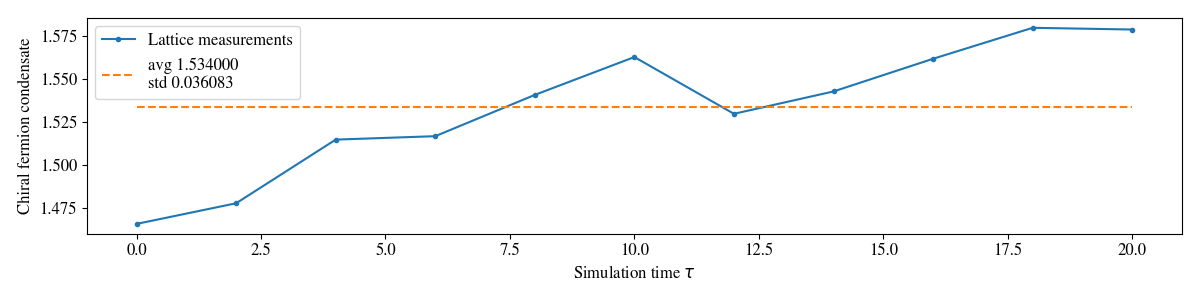 Chiral fermion condensate
1.575
1.550
1.525
1.500
1.475
Lattice measurements
avg 1.534000
std 0.036083
0.0 2.5 5.0 7.5 10.0 12.5 15.0 17.5 20.0
Simulation time τ